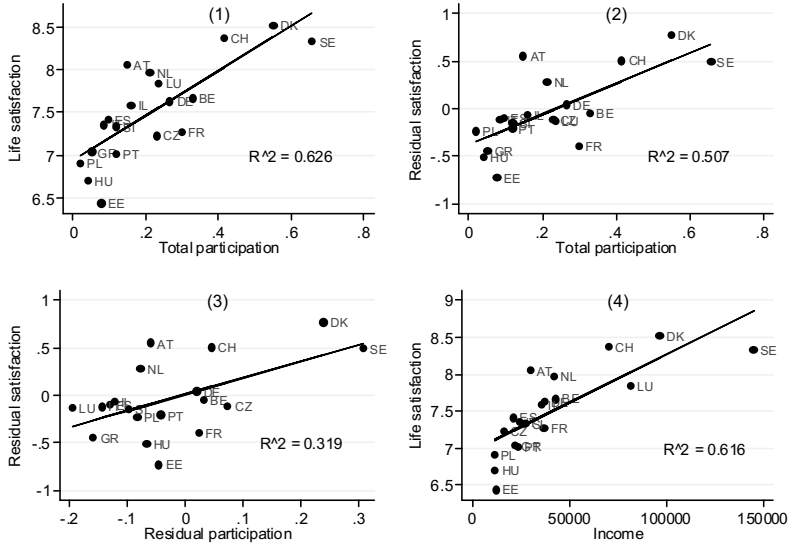 (1)
8.5
8
7.5
7
6.5
Life satisfaction
DK
CH
SE
AT
NL
LU
IL
DE
BE
ES
CZ
FR
GR
PT
PL
HU
EE
R^2 = 0.626
0 .2 .4 .6 .8
Total participation
(2)
1
.5
0
-.5
-1
Residual satisfaction
DK
AT
CH
SE
NL
DE
BE
PL
PT
FR
GR
HU
EE
R^2 = 0.507
0 .2 .4 .6 .8
Total participation
(3)
1
.5
0
-.5
-1
Residual satisfaction
DK
AT
CH
SE
NL
DE
BE
LU
CZ
PL
PT
FR
GR
HU
EE
R^2 = 0.319
-.2 -.1 0 .1 .2 .3
Residual participation
(4)
9
8.5
8
7.5
7
6.5
Life satisfaction
DK
CH
SE
AT
NL
LU
BE
ES
FR
CZ
PL
HU
EE
R^2 = 0.616
0 50000 100000 150000
Income